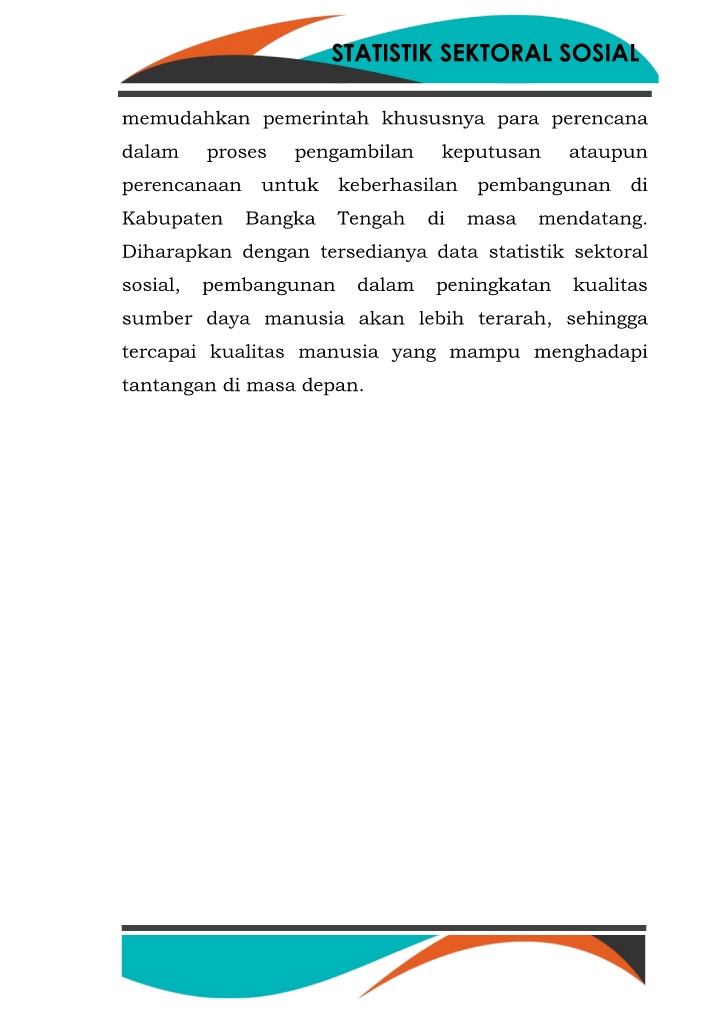 STATISTIK SEKTORAL SOSIAL
memudahkan pemerintah khususnya para perencana
dalam proses pengambilan keputusan ataupun
perencanaan untuk keberhasilan pembangunan di
Kabupaten Bangka Tengah di masa mendatang.
Diharapkan dengan tersedianya data statistik sektoral
sosial, pembangunan dalam peningkatan kualitas
sumber daya manusia akan lebih terarah, sehingga
tercapai kualitas manusia yang mampu menghadapi
tantangan di masa depan.